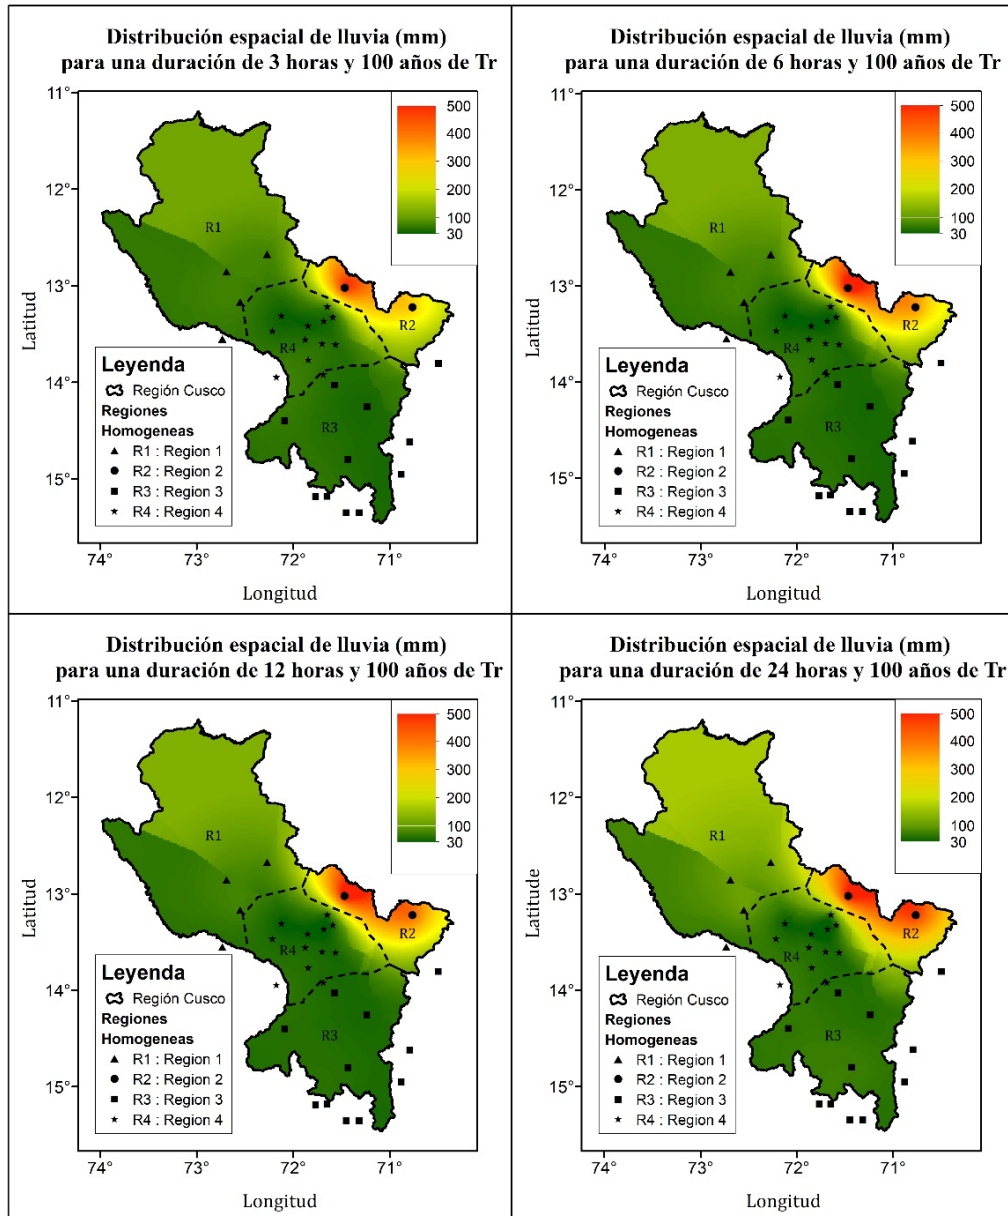 Distribución espacial de lluvia (mm)
para una duración de 3 horas y 100 años de Tr
11°
12°
13°
14°
15°
Latitud
500
400
300
200
100
30
R1
R2
R4
R3
Leyenda
Región Cusco
Regiones
Homogeneas
R1 : Region 1
R2 : Region 2
R3 : Region 3
R4 : Region 4
74°
73°
72°
71°
Longitud
Distribución espacial de lluvia (mm)
para una duración de 6 horas y 100 años de Tr
11°
12°
13°
14°
15°
Latitud
500
400
300
200
100
30
R1
R2
R4
R3
Leyenda
Región Cusco
Regiones
Homogeneas
R1 : Region 1
R2 : Region 2
R3 : Region 3
R4 : Region 4
74°
73°
72°
71°
Longitud
Distribución espacial de lluvia (mm)
para una duración de 12 horas y 100 años de Tr
11°
12°
13°
14°
15°
Latitud
500
400
300
200
100
30
R1
R2
R4
R3
Leyenda
Región Cusco
Regiones
Homogeneas
R1 : Region 1
R2 : Region 2
R3 : Region 3
R4 : Region 4
74°
73°
72°
71°
Longitud
Distribución espacial de lluvia (mm)
para una duración de 24 horas y 100 años de Tr
11°
12°
13°
14°
15°
Latitude
500
400
300
200
100
30
R1
R2
R4
R3
Leyenda
Región Cusco
Regiones
Homogeneas
R1 : Region 1
R2 : Region 2
R3 : Region 3
R4 : Region 4
74°
73°
72°
71°
Longitud